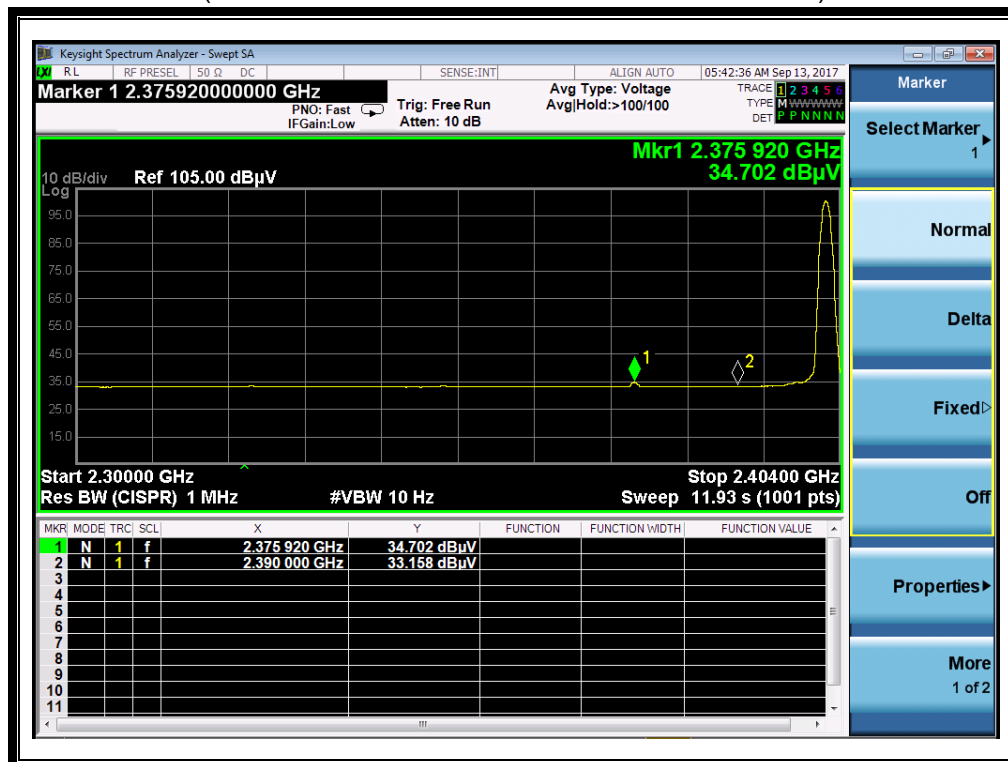 Keysight Spectrum Analyzer - Swept SA
LXI RL RF PRESEL 50 Ω DC SENSE:INT ALIGN AUTO 05:42:36 AM Sep 13, 2017
Marker 1 2.375920000000 GHz
PNO: Fast
IFGain:Low
Trig: Free Run
Atten: 10 dB
Avg Type: Voltage
Avg|Hold:>100/100
TRACE 1 2 3 4 5 6
TYPE M WWWWW
DET P P N N N N
Mkr1 2.375 920 GHz
34.702 dBµV
10 dB/div Ref 105.00 dBµV
Log
95.0
85.0
75.0
65.0
55.0
45.0
35.0
25.0
15.0
1
2
Start 2.30000 GHz Stop 2.40400 GHz
Res BW (CISPR) 1 MHz #VBW 10 Hz Sweep 11.93 s (1001 pts)
MKR MODE TRC SCL X Y FUNCTION FUNCTION WIDTH FUNCTION VALUE
1 N 1 f 2.375 920 GHz 34.702 dBµV
2 N 1 f 2.390 000 GHz 33.158 dBµV
3
4
5
6
7
8
9
10
11
Marker
Select Marker
1
Normal
Delta
Fixed
Off
Properties
More
1 of 2